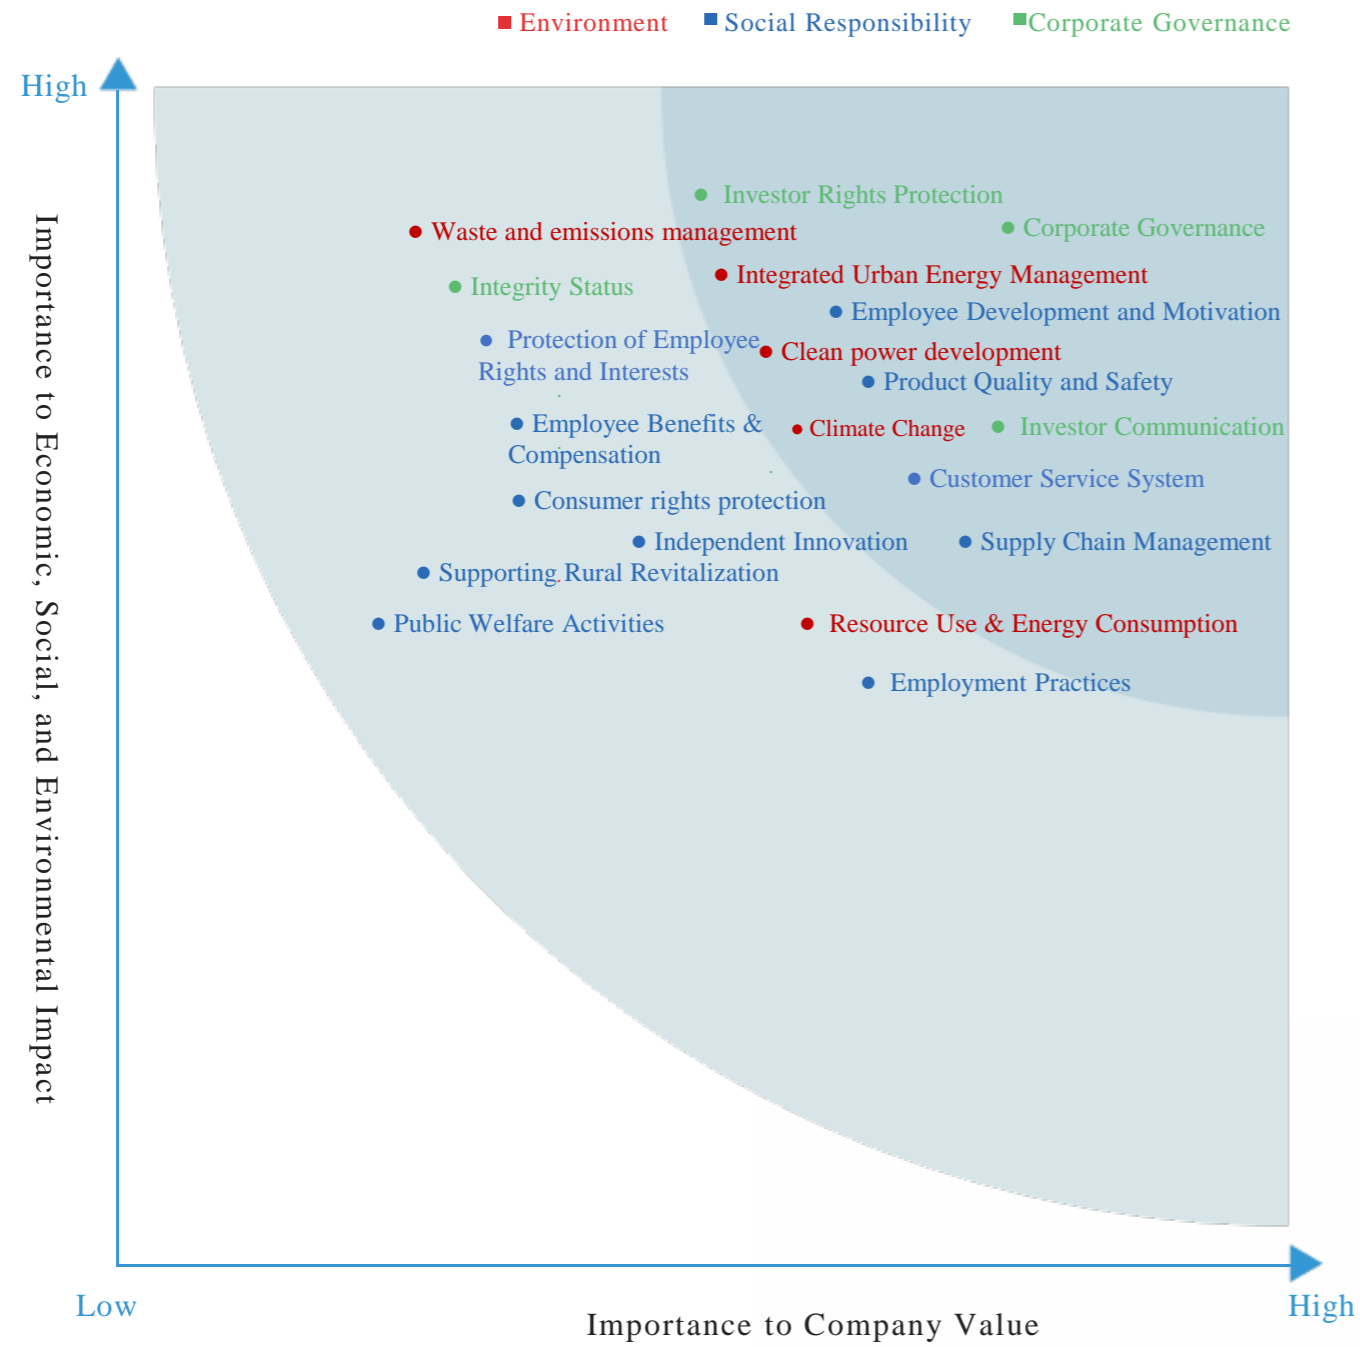 Environment
Social Responsibility
Corporate Governance
High
Importance to Economic, Social, and Environmental Impact
Investor Rights Protection
Corporate Governance
Waste and emissions management
Integrated Urban Energy Management
Integrity Status
Employee Development and Motivation
Protection of Employee
Rights and Interests
Clean power development
Product Quality and Safety
Employee Benefits &
Compensation
Climate Change
Investor Communication
Customer Service System
Consumer rights protection
Independent Innovation
Supply Chain Management
Supporting Rural Revitalization
Public Welfare Activities
Resource Use & Energy Consumption
Employment Practices
Low
High
Importance to Company Value